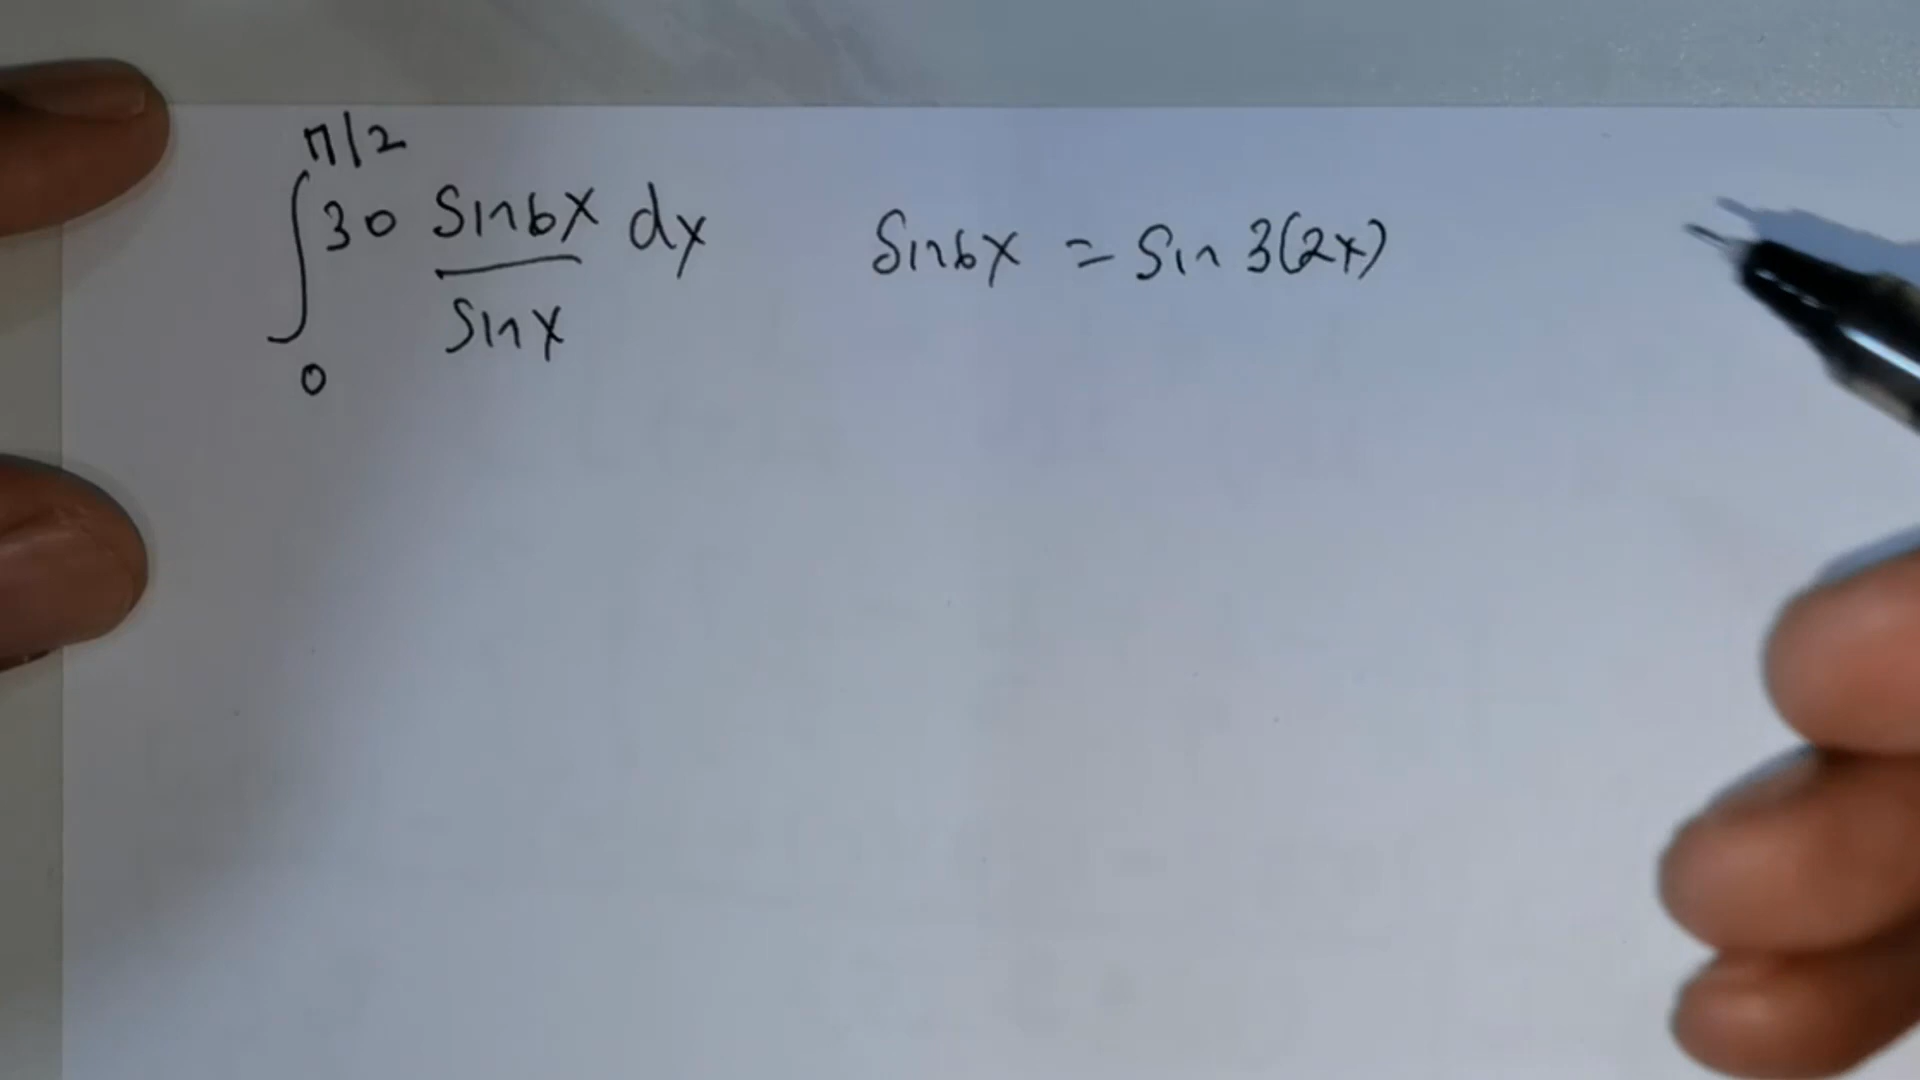 π/2
∫30 sin6x dx sin6x = sin 3(2x)
sinx
0